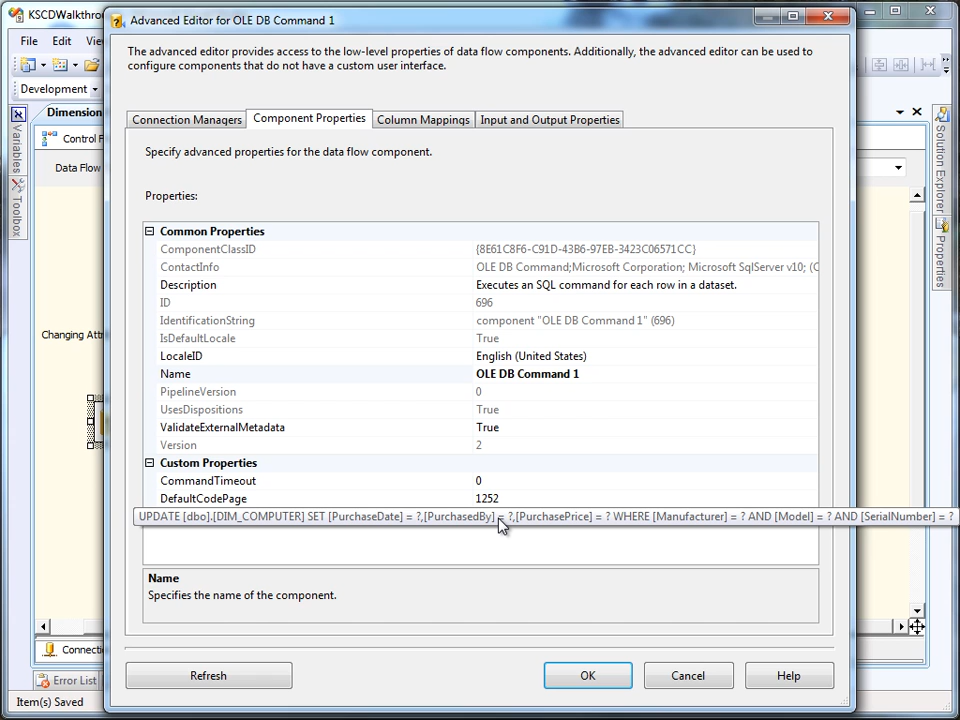 KSCDWalkthrou
Advanced Editor for OLE DB Command 1
File Edit
The advanced editor provides access to the low-level properties of data flow components. Additionally, the advanced editor can be used to
configure components that do not have a custom user interface.
Development
Dimension
Connection Managers Component Properties Column Mappings Input and Output Properties
Control F
Specify advanced properties for the data flow component.
Data Flow
Properties:
Variables
Toolbox
Solution Explorer
Properties
Common Properties
ComponentClassID {8E61C8F6-C91D-43B6-97EB-3423C06571CC}
ContactInfo OLE DB Command;Microsoft Corporation; Microsoft SqlServer v10; (C
Description Executes an SQL command for each row in a dataset.
ID 696
IdentificationString component "OLE DB Command 1" (696)
IsDefaultLocale True
Changing Att
LocaleID English (United States)
Name OLE DB Command 1
PipelineVersion 0
UsesDispositions True
ValidateExternalMetadata True
Version 2
Custom Properties
CommandTimeout 0
DefaultCodePage 1252
UPDATE [dbo].[DIM_COMPUTER] SET [PurchaseDate] = ?,[PurchasedBy] = ?,[PurchasePrice] = ? WHERE [Manufacturer] = ? AND [Model] = ? AND [SerialNumber] = ?
Name
Specifies the name of the component.
Connecti
Refresh OK Cancel Help
Error List
Item(s) Saved